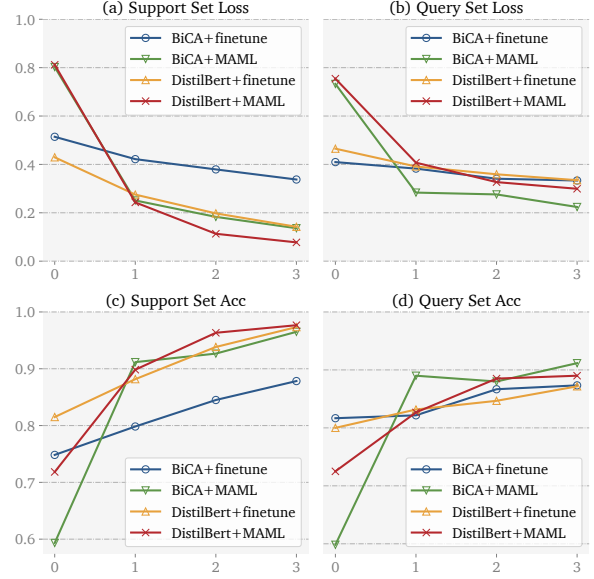 (a) Support Set Loss
(b) Query Set Loss
1.0
0.8
0.6
0.4
0.2
0.0
BiCA+finetune
BiCA+MAML
DistilBert+finetune
DistilBert+MAML
BiCA+finetune
BiCA+MAML
DistilBert+finetune
DistilBert+MAML
0 1 2 3
0 1 2 3
(c) Support Set Acc
(d) Query Set Acc
1.0
0.9
0.8
0.7
0.6
BiCA+finetune
BiCA+MAML
DistilBert+finetune
DistilBert+MAML
BiCA+finetune
BiCA+MAML
DistilBert+finetune
DistilBert+MAML
0 1 2 3
0 1 2 3